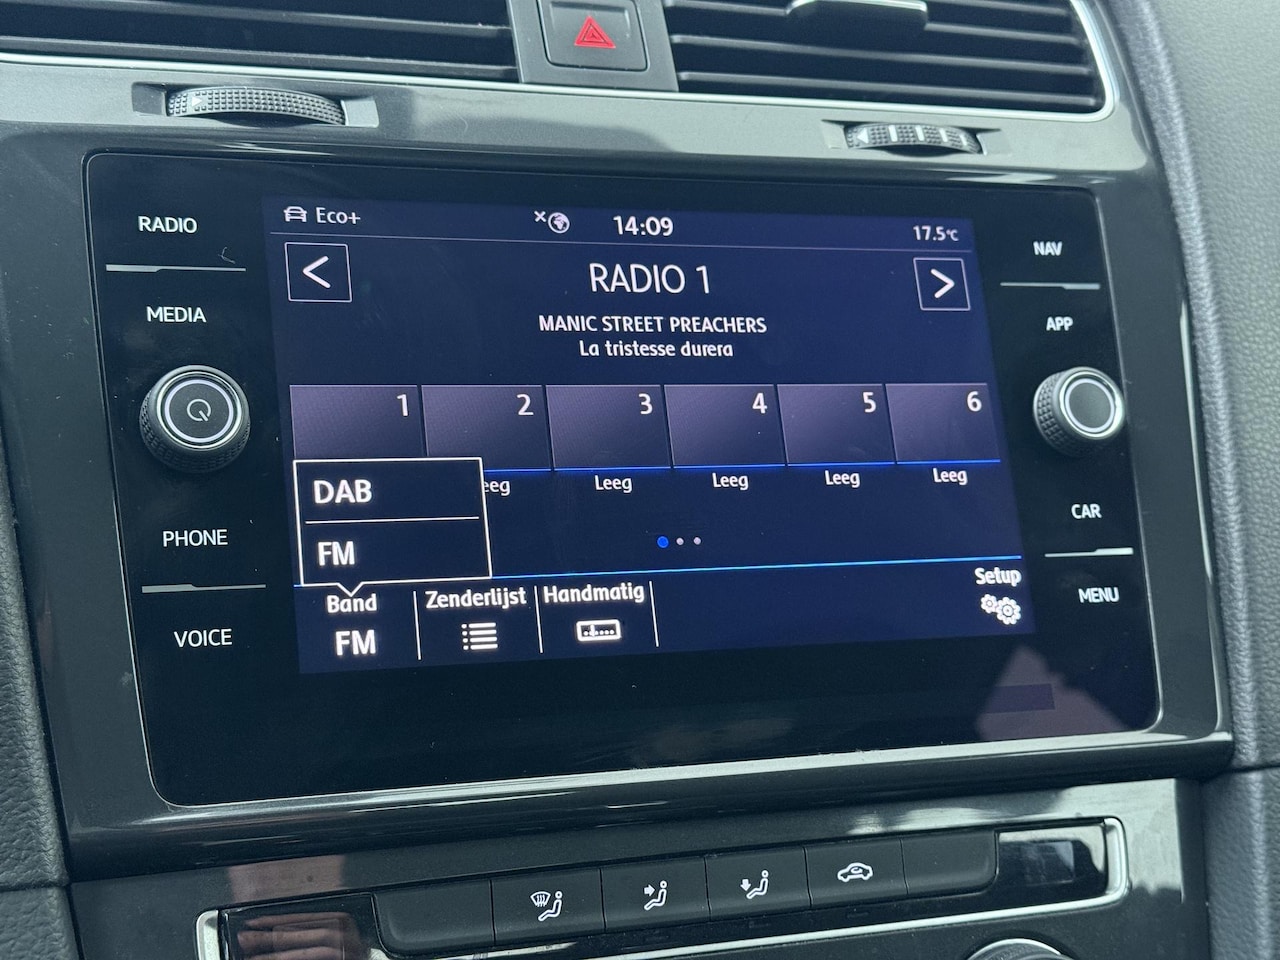 RADIO
MEDIA
PHONE
VOICE
Eco+
14:09
17.5°C
RADIO 1
MANIC STREET PREACHERS
La tristesse durera
1 2 3 4 5 6
eeg Leeg Leeg Leeg Leeg
DAB
FM
Band Zenderlijst Handmatig Setup
FM
NAV
APP
CAR
MENU